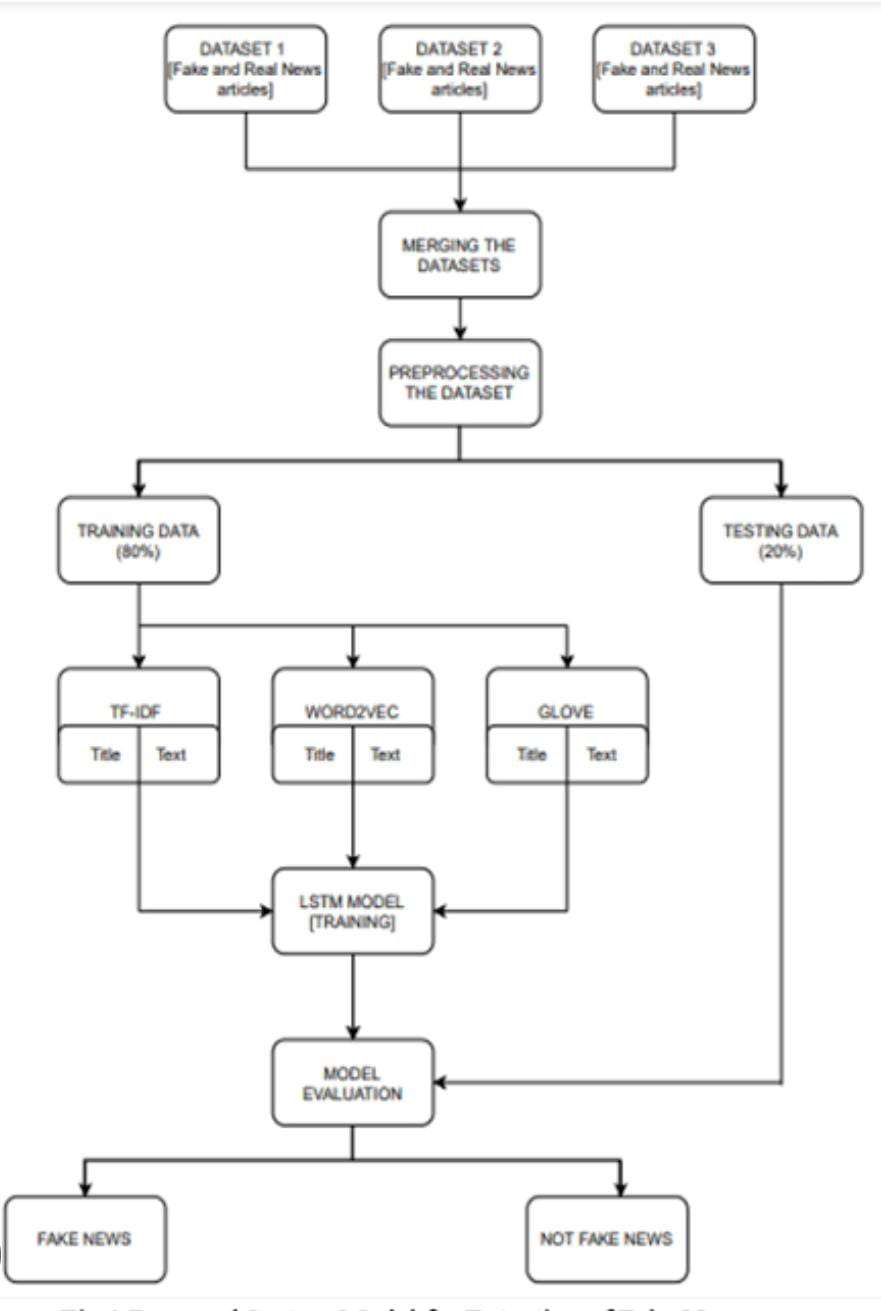 DATASET 1
[Fake and Real News
articles]
DATASET 2
[Fake and Real News
articles]
DATASET 3
[Fake and Real News
articles]
MERGING THE
DATASETS
PREPROCESSING
THE DATASET
TRAINING DATA
(80%)
TESTING DATA
(20%)
TF-IDF
Title Text
WORD2VEC
Title Text
GLOVE
Title Text
LSTM MODEL
[TRAINING]
MODEL
EVALUATION
FAKE NEWS
NOT FAKE NEWS